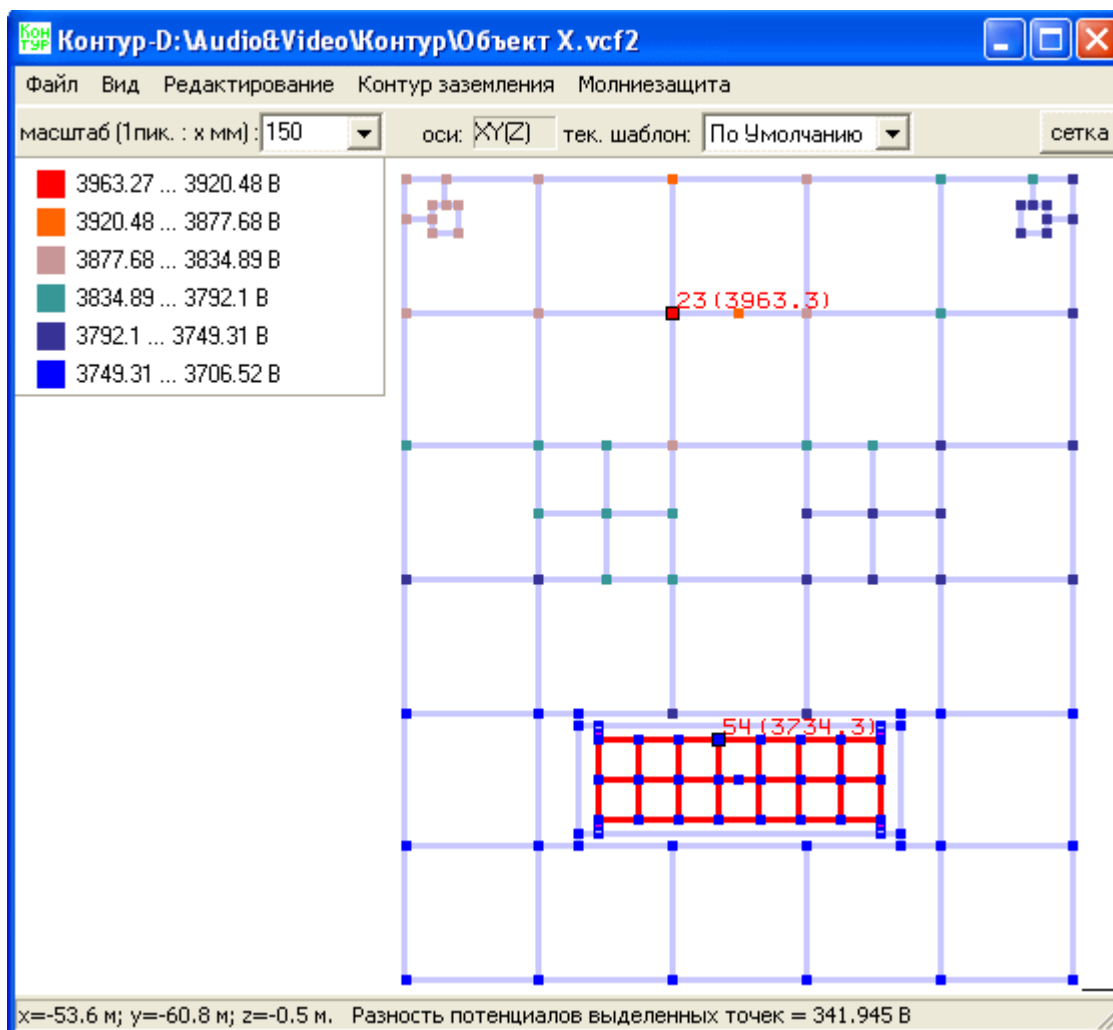 КОН ТУР Контур-D:\Audio&Video\Контур\Объект X.vcf2
Файл Вид Редактирование Контур заземления Молниезащита
масштаб (1пик. : x мм) : 150 оси: XY(Z) тек. шаблон: По Умолчанию сетка
3963.27 ... 3920.48 В
3920.48 ... 3877.68 В
3877.68 ... 3834.89 В
3834.89 ... 3792.1 В
3792.1 ... 3749.31 В
3749.31 ... 3706.52 В
23(3963.3)
54(3734.3)
x=-53.6 м; y=-60.8 м; z=-0.5 м. Разность потенциалов выделенных точек = 341.945 В